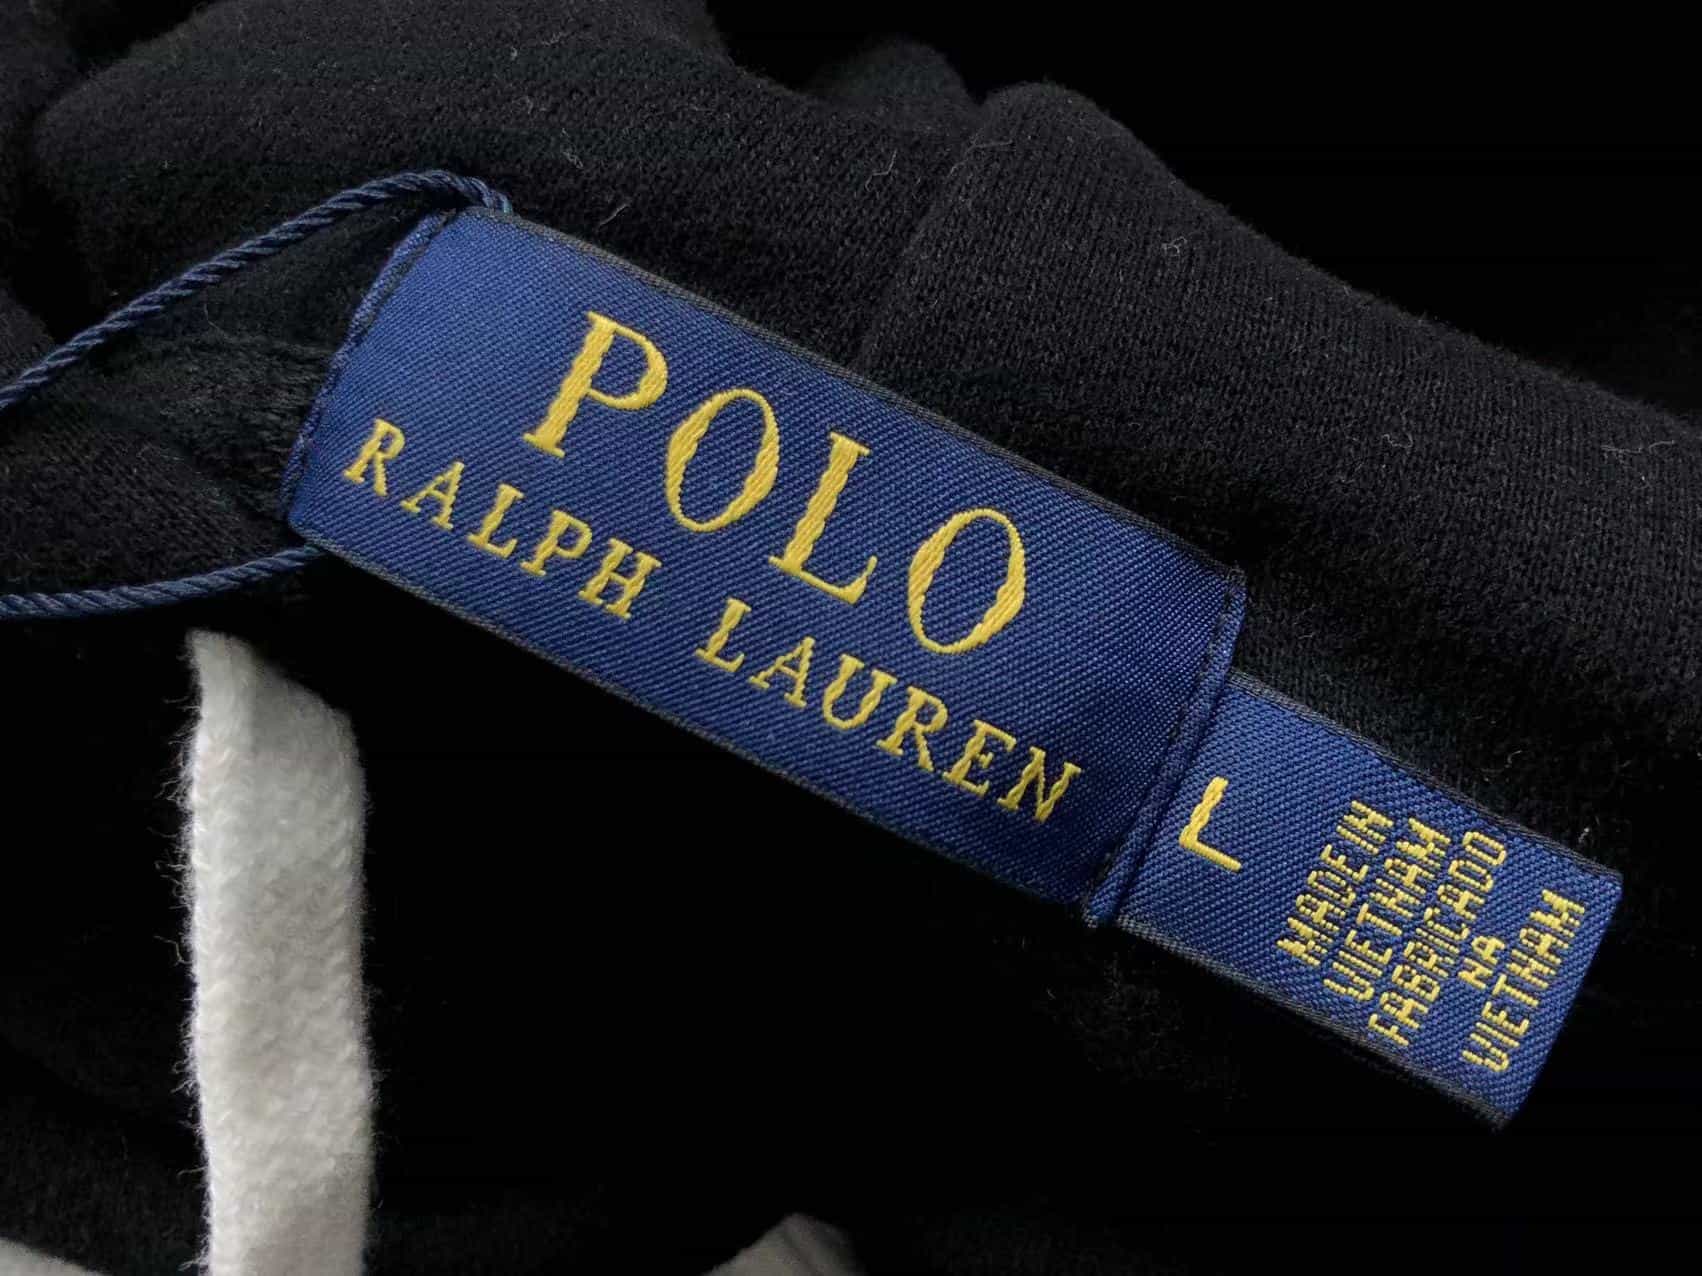 POLO
RALPH LAUREN
L
MADE IN
VIETNAM
FABRICADO
NA
VIETNAM